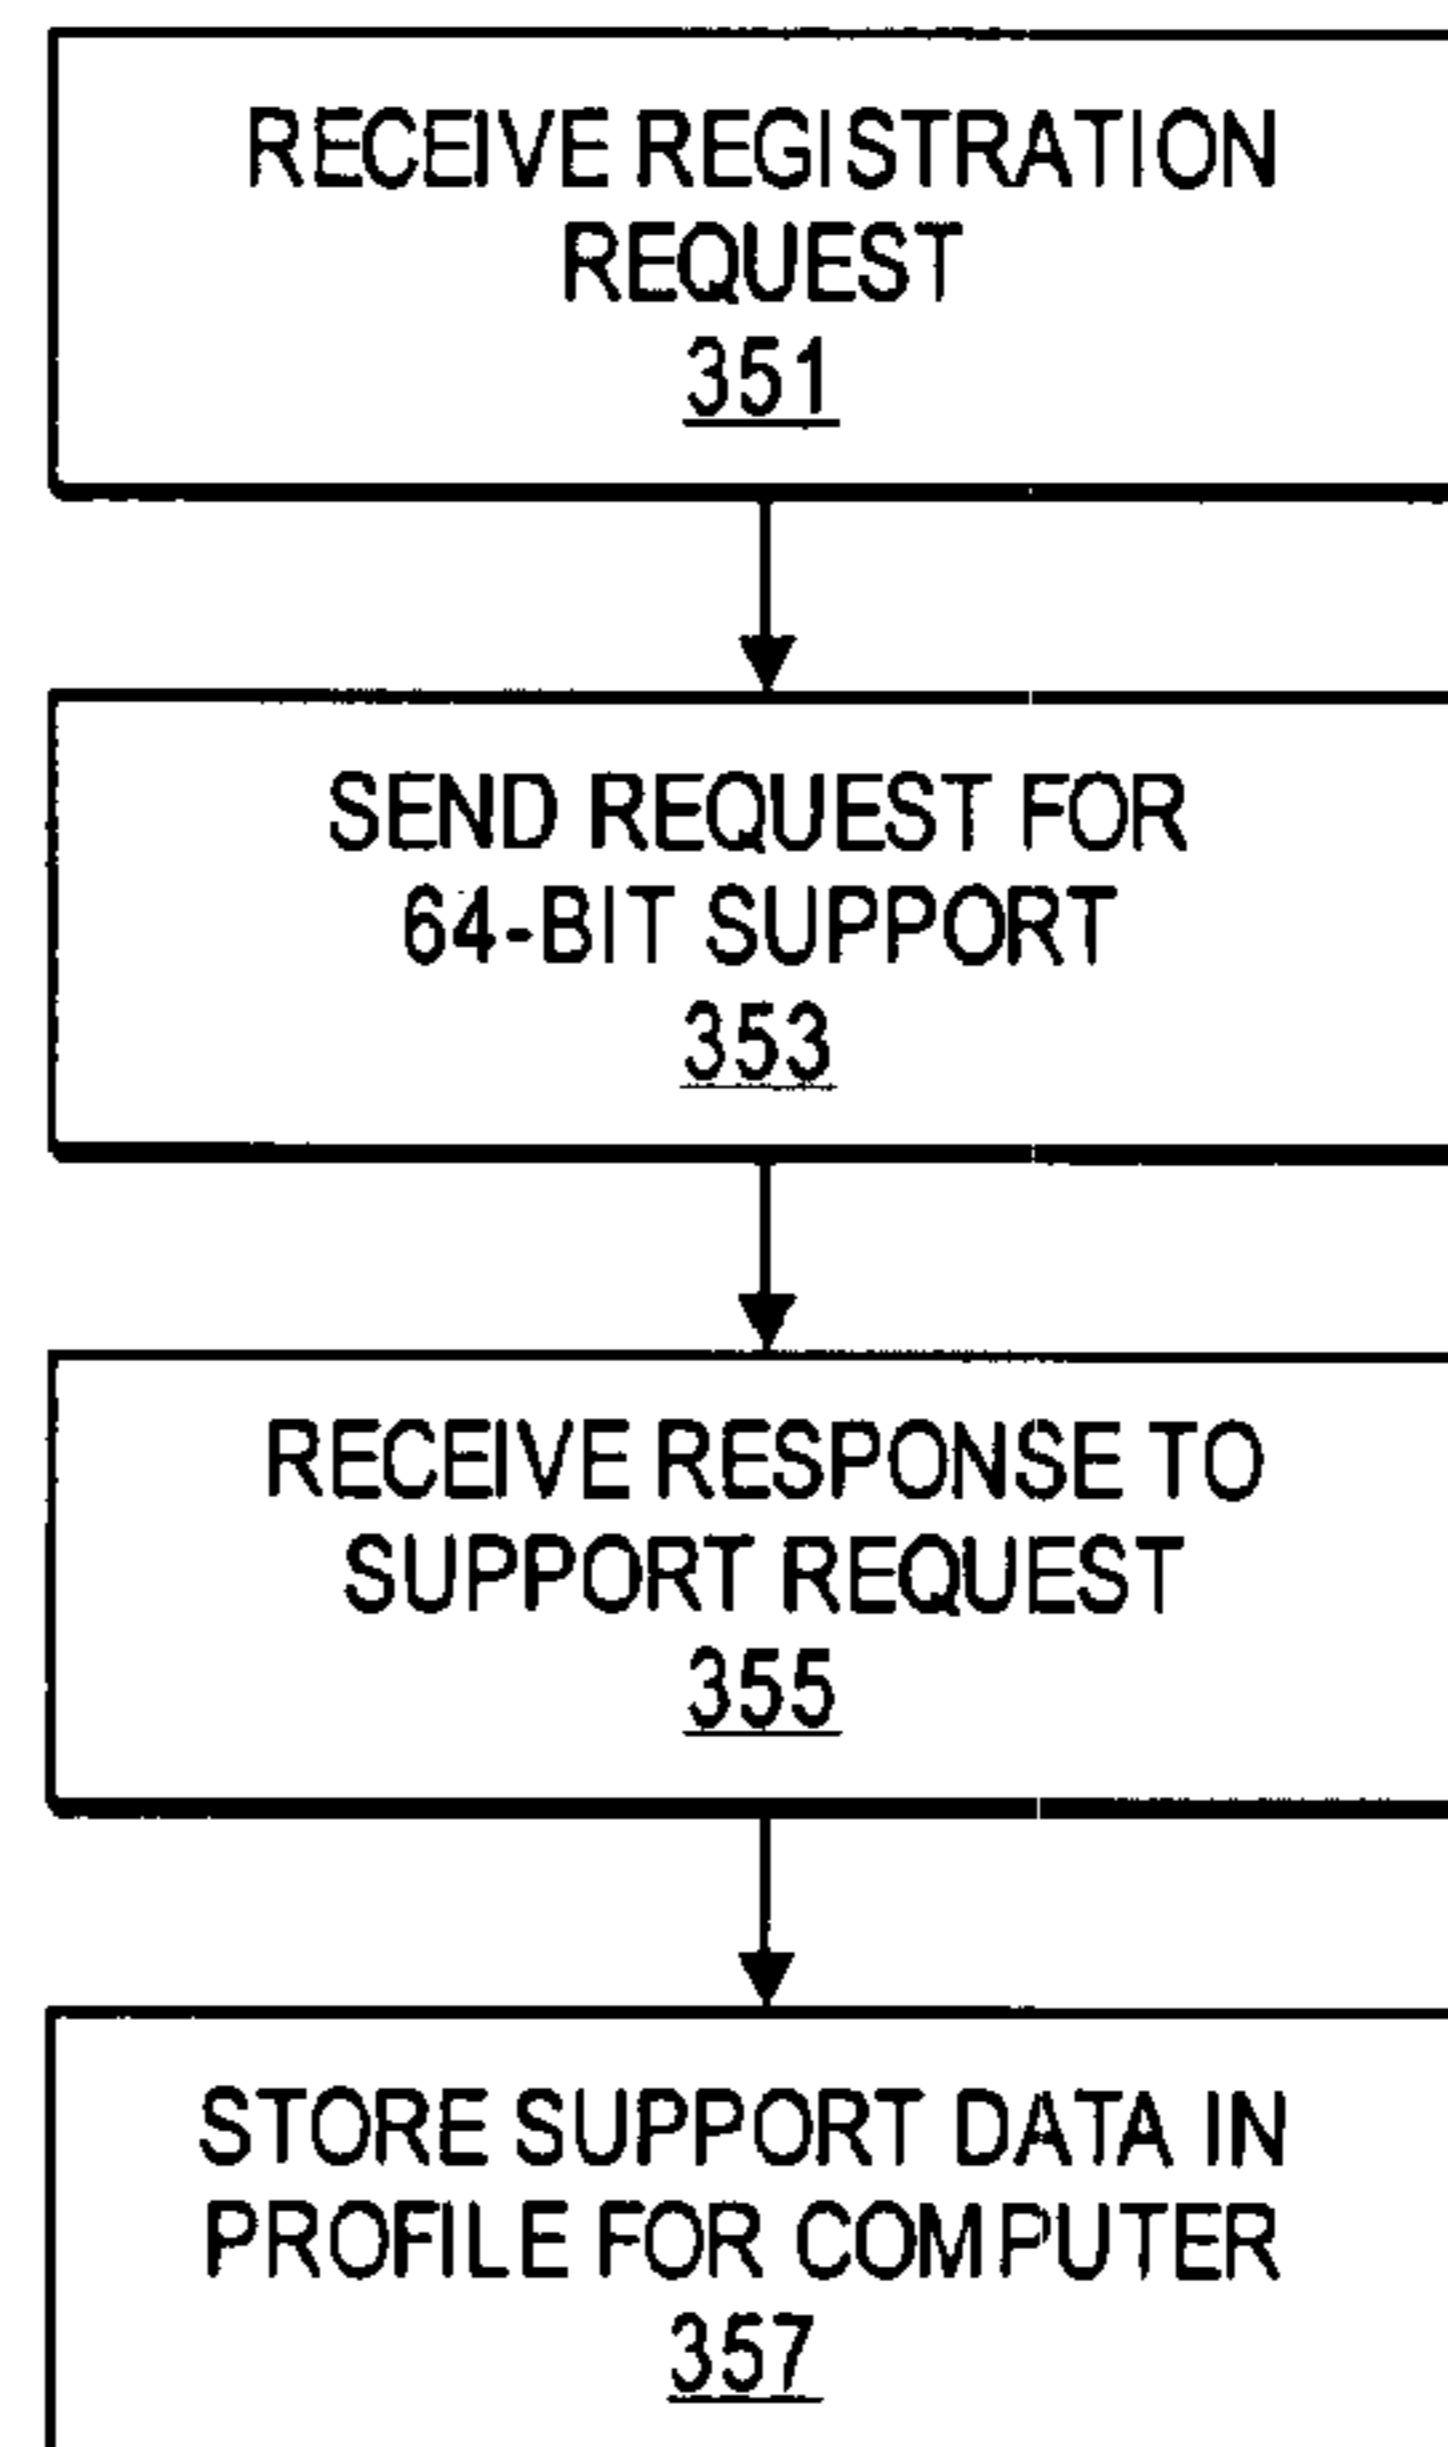 RECEIVE REGISTRATION
REQUEST
351
SEND REQUEST FOR
64-BIT SUPPORT
353
RECEIVE RESPONSE TO
SUPPORT REQUEST
355
STORE SUPPORT DATA IN
PROFILE FOR COMPUTER
357